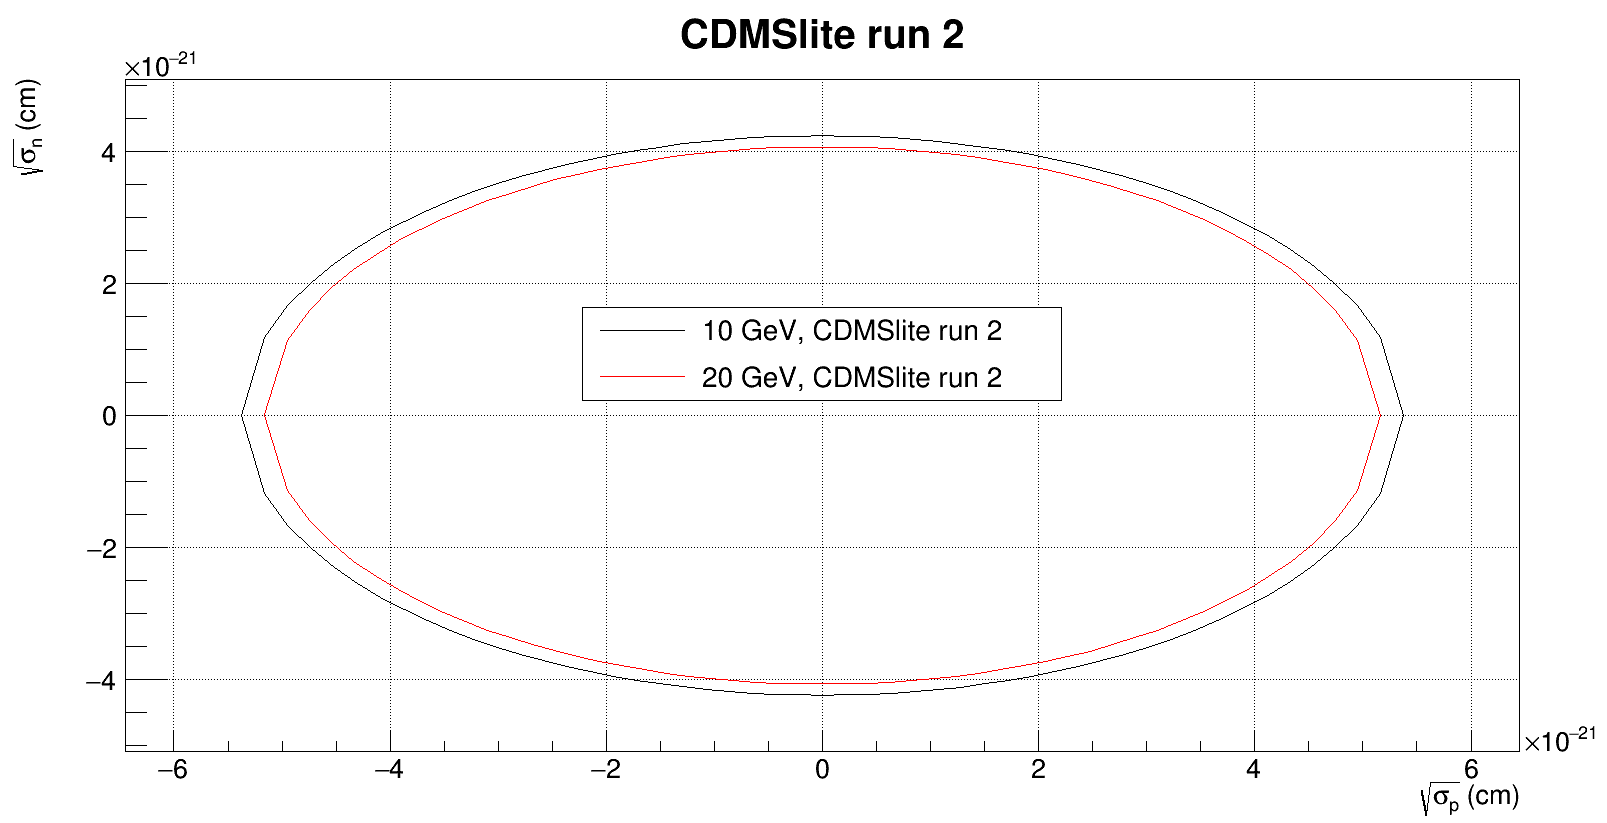 CDMSlite run 2
×10⁻²¹
√σₙ (cm)
4
2
0
−2
−4
10 GeV, CDMSlite run 2
20 GeV, CDMSlite run 2
−6 −4 −2 0 2 4 6
×10⁻²¹
√σₚ (cm)